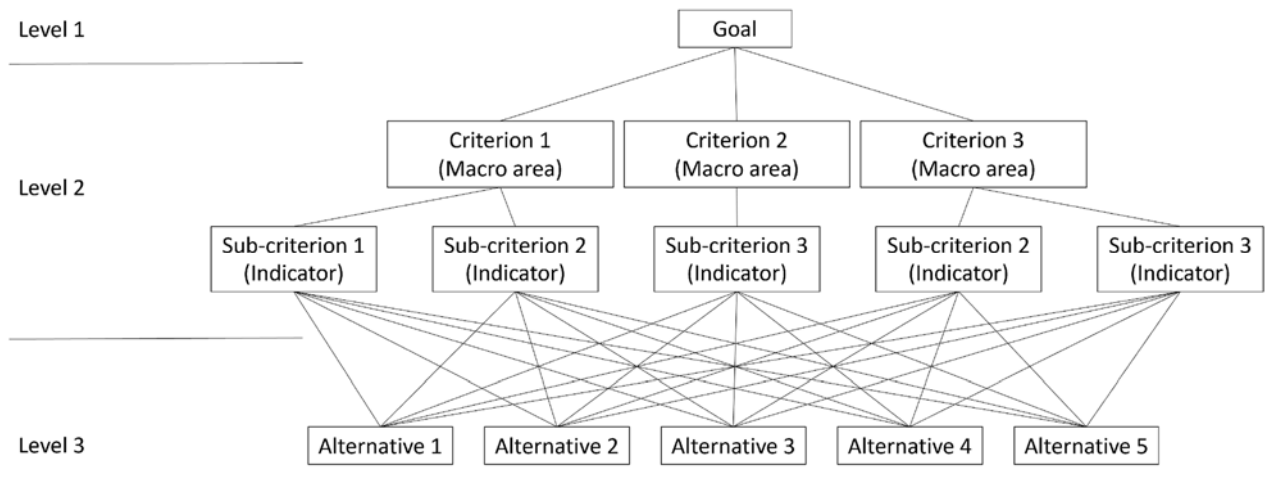 Level 1
Goal
Criterion 1
(Macro area)
Criterion 2
(Macro area)
Criterion 3
(Macro area)
Level 2
Sub-criterion 1
(Indicator)
Sub-criterion 2
(Indicator)
Sub-criterion 3
(Indicator)
Sub-criterion 2
(Indicator)
Sub-criterion 3
(Indicator)
Level 3
Alternative 1
Alternative 2
Alternative 3
Alternative 4
Alternative 5